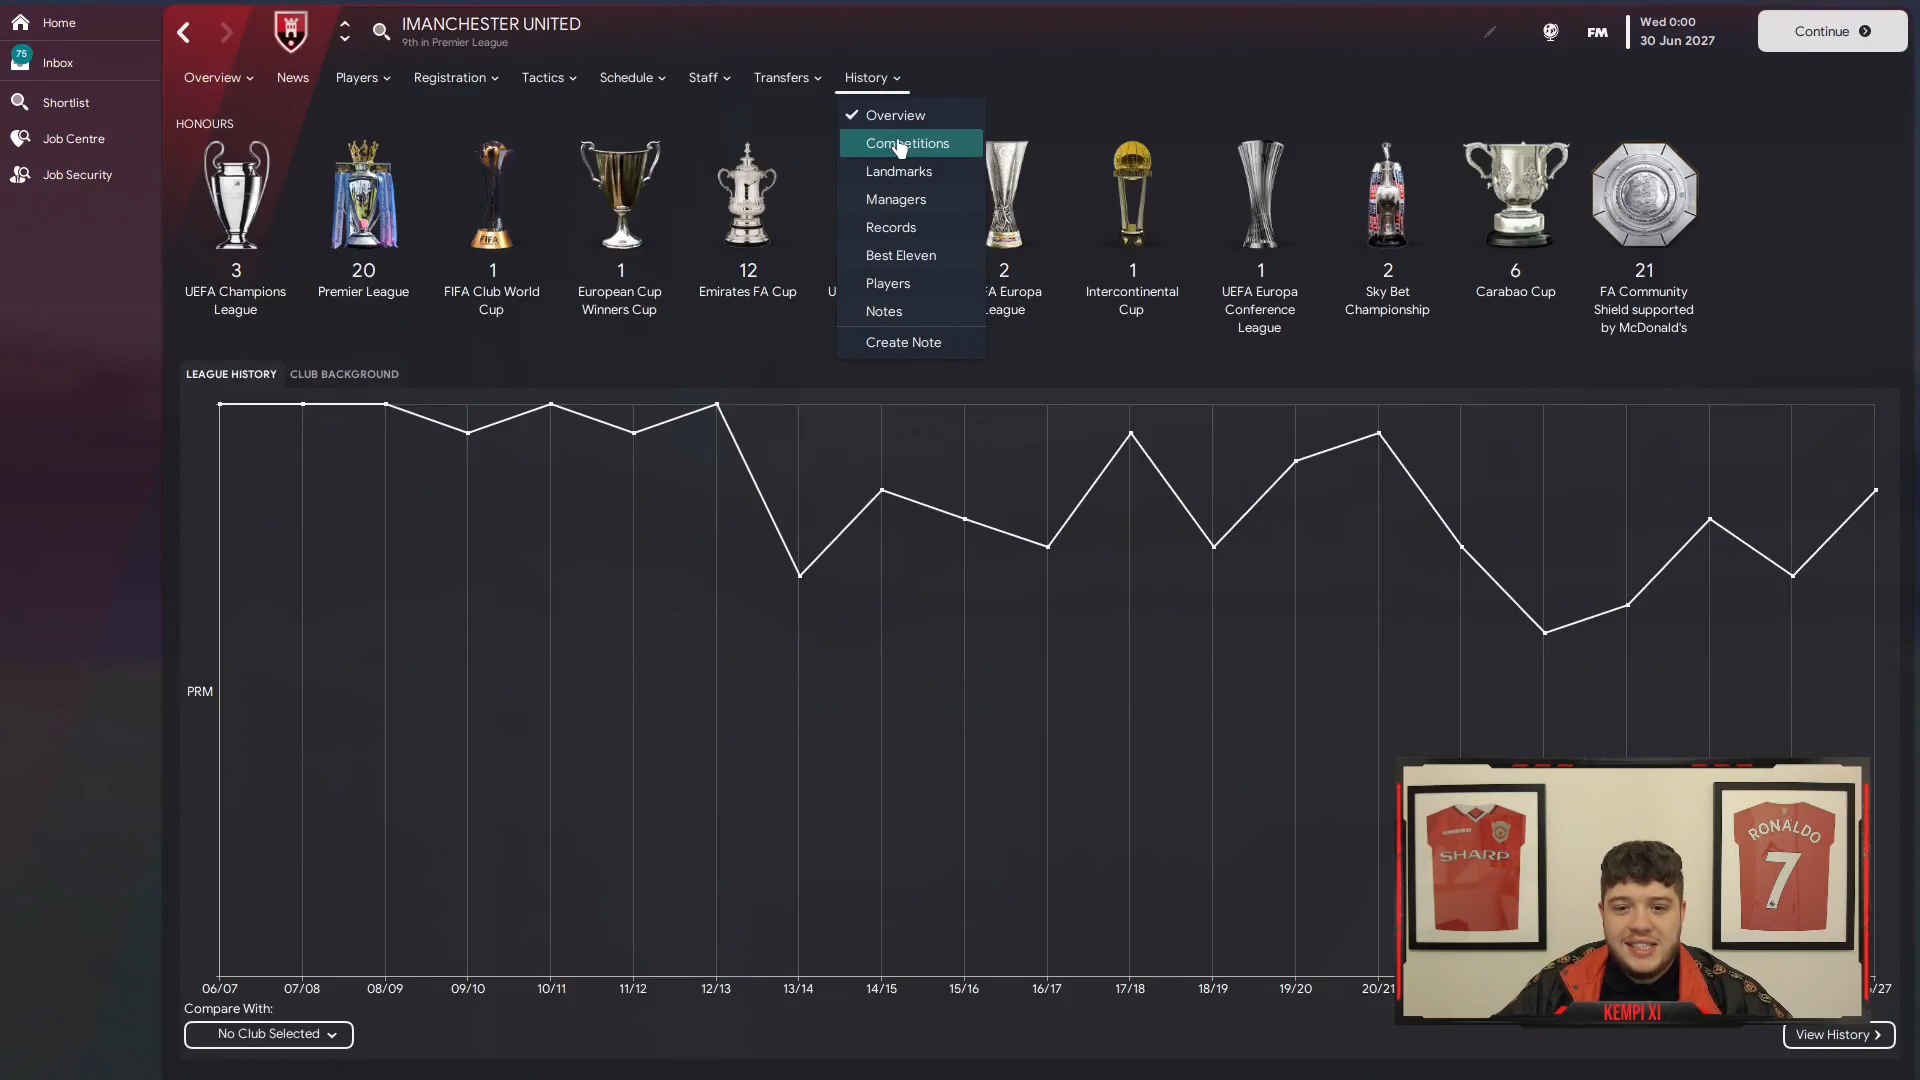 Home
75
Inbox
Shortlist
Job Centre
Job Security
IMANCHESTER UNITED
9th in Premier League
FM
Wed 0:00
30 Jun 2027
Continue
Overview
News
Players
Registration
Tactics
Schedule
Staff
Transfers
History
Overview
Competitions
Landmarks
Managers
Records
Best Eleven
Players
Notes
Create Note
HONOURS
FIFA
3
UEFA Champions
League
20
Premier League
1
FIFA Club World
Cup
1
European Cup
Winners Cup
12
Emirates FA Cup
U
2
FA Europa
League
1
Intercontinental
Cup
1
UEFA Europa
Conference
League
2
Sky Bet
Championship
6
Carabao Cup
21
FA Community
Shield supported
by McDonald's
LEAGUE HISTORY
CLUB BACKGROUND
PRM
06/07
07/08
08/09
09/10
10/11
11/12
12/13
13/14
14/15
15/16
16/17
17/18
18/19
19/20
20/21
/27
Compare With:
No Club Selected
View History
UMBRO
SHARP
RONALDO
7
KEMPI XI